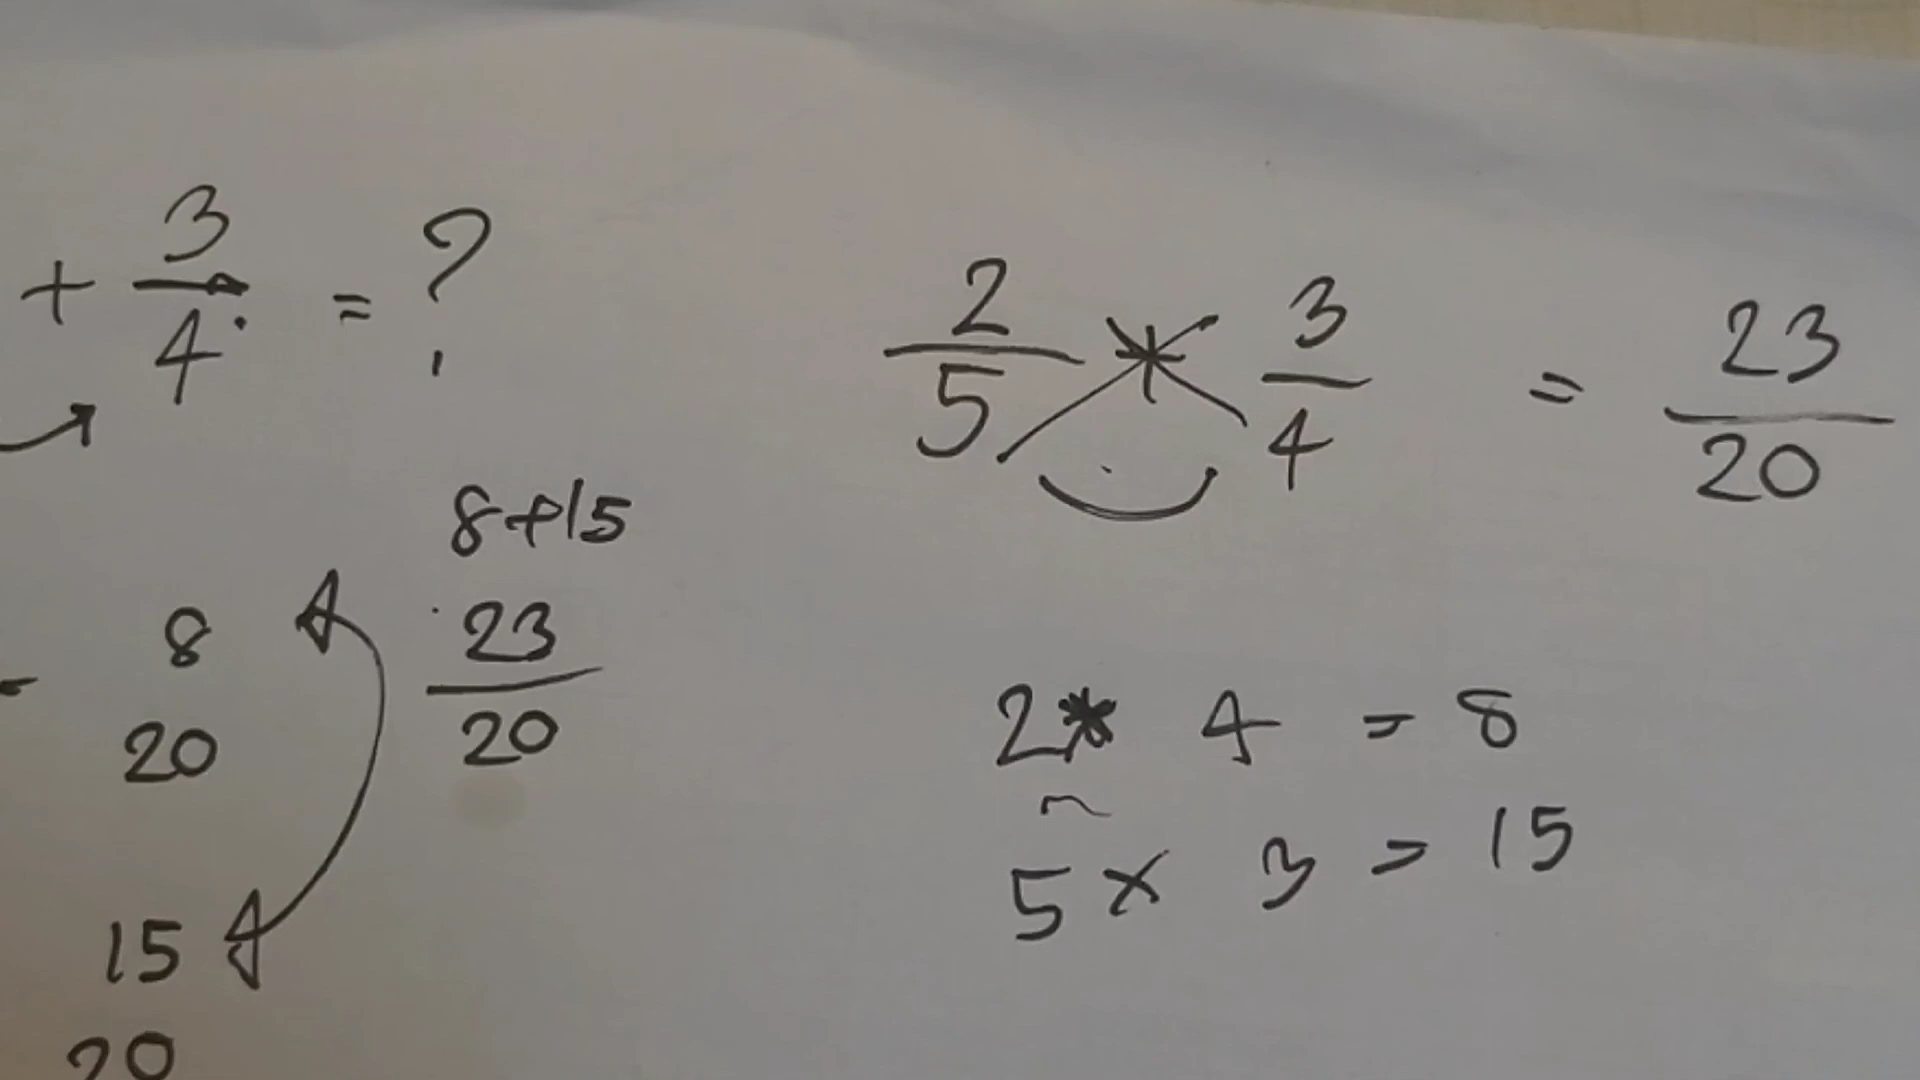 + 3/4 = ?
8+15
8
20
23/20
15
20
2/5 * 3/4 = 23/20
2* 4 = 8
5 x 3 = 15